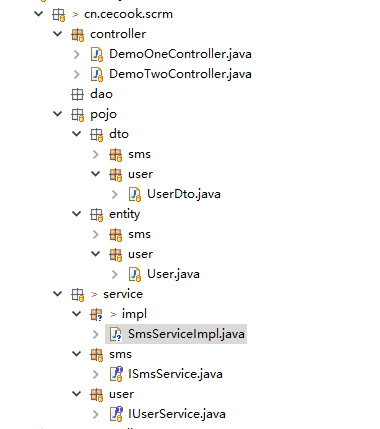 > cn.cecook.scrm
controller
DemoOneController.java
DemoTwoController.java
dao
pojo
dto
sms
user
UserDto.java
entity
sms
user
User.java
> service
> impl
SmsServiceImpl.java
sms
ISmsService.java
user
IUserService.java